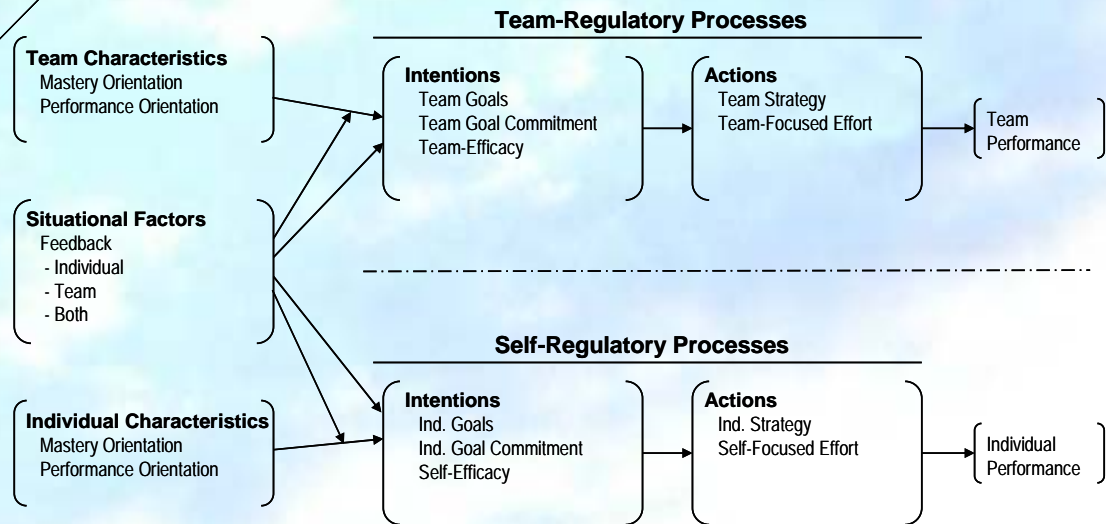 Team-Regulatory Processes
Team Characteristics
Mastery Orientation
Performance Orientation
Intentions
Team Goals
Team Goal Commitment
Team-Efficacy
Actions
Team Strategy
Team-Focused Effort
Team
Performance
Situational Factors
Feedback
- Individual
- Team
- Both
Self-Regulatory Processes
Individual Characteristics
Mastery Orientation
Performance Orientation
Intentions
Ind. Goals
Ind. Goal Commitment
Self-Efficacy
Actions
Ind. Strategy
Self-Focused Effort
Individual
Performance